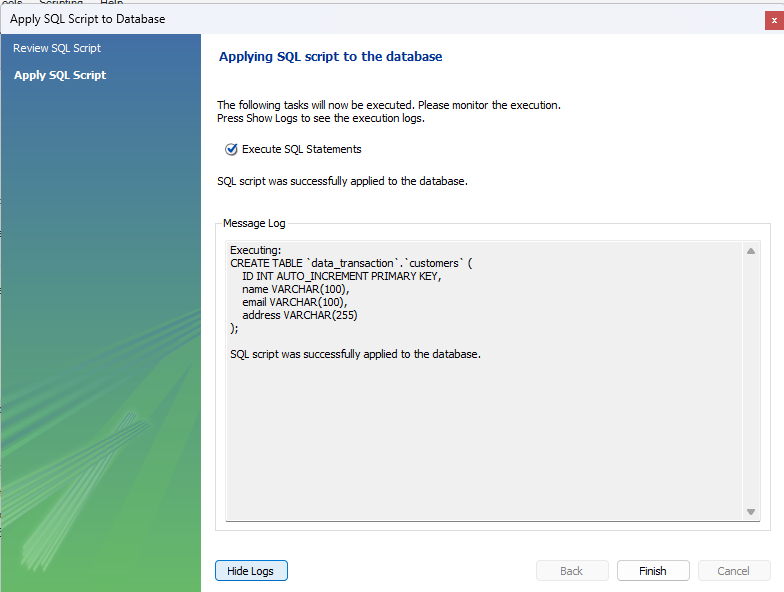 Tools Scripting Help
Apply SQL Script to Database
x
Review SQL Script
Apply SQL Script
Applying SQL script to the database
The following tasks will now be executed. Please monitor the execution.
Press Show Logs to see the execution logs.
Execute SQL Statements
SQL script was successfully applied to the database.
Message Log
Executing:
CREATE TABLE `data_transaction`.`customers` (
    ID INT AUTO_INCREMENT PRIMARY KEY,
    name VARCHAR(100),
    email VARCHAR(100),
    address VARCHAR(255)
);
SQL script was successfully applied to the database.
Hide Logs
Back
Finish
Cancel